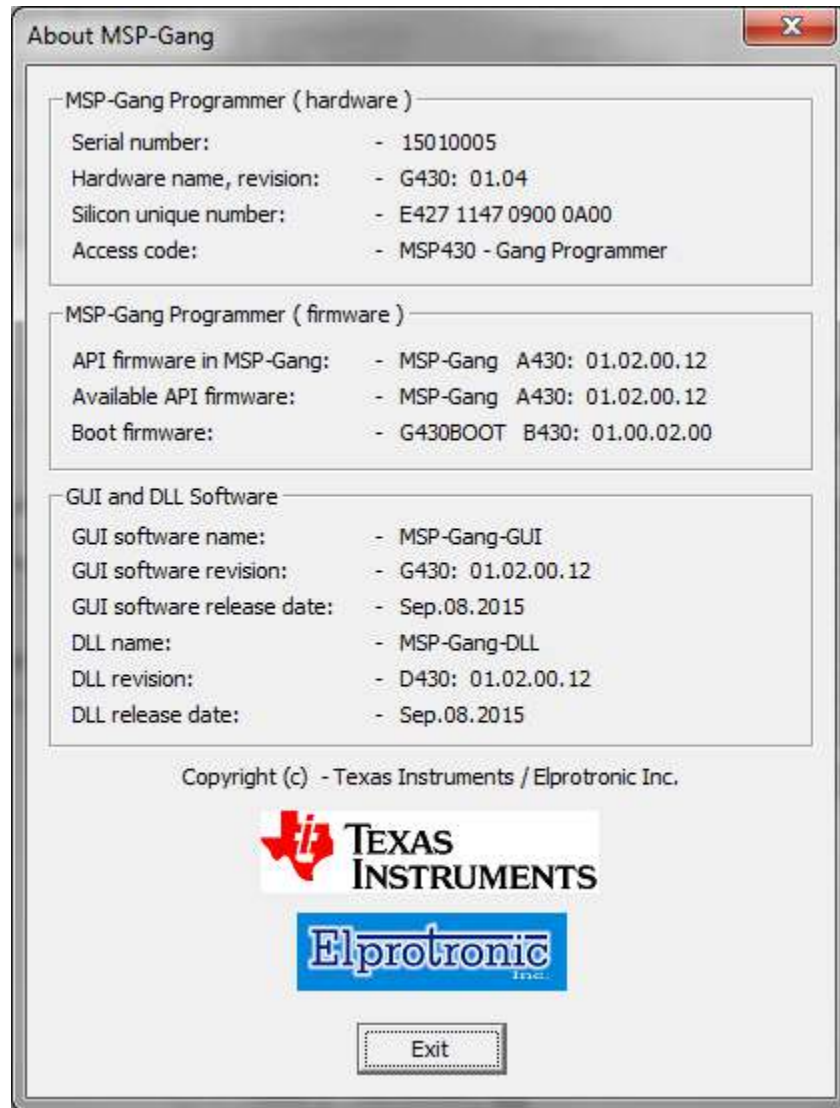 About MSP-Gang
MSP-Gang Programmer ( hardware )
Serial number: - 15010005
Hardware name, revision: - G430: 01.04
Silicon unique number: - E427 1147 0900 0A00
Access code: - MSP430 - Gang Programmer
MSP-Gang Programmer ( firmware )
API firmware in MSP-Gang: - MSP-Gang A430: 01.02.00.12
Available API firmware: - MSP-Gang A430: 01.02.00.12
Boot firmware: - G430BOOT B430: 01.00.02.00
GUI and DLL Software
GUI software name: - MSP-Gang-GUI
GUI software revision: - G430: 01.02.00.12
GUI software release date: - Sep.08.2015
DLL name: - MSP-Gang-DLL
DLL revision: - D430: 01.02.00.12
DLL release date: - Sep.08.2015
Copyright (c) - Texas Instruments / Elprotronic Inc.
TEXAS
INSTRUMENTS
Elprotronic
Inc.
Exit